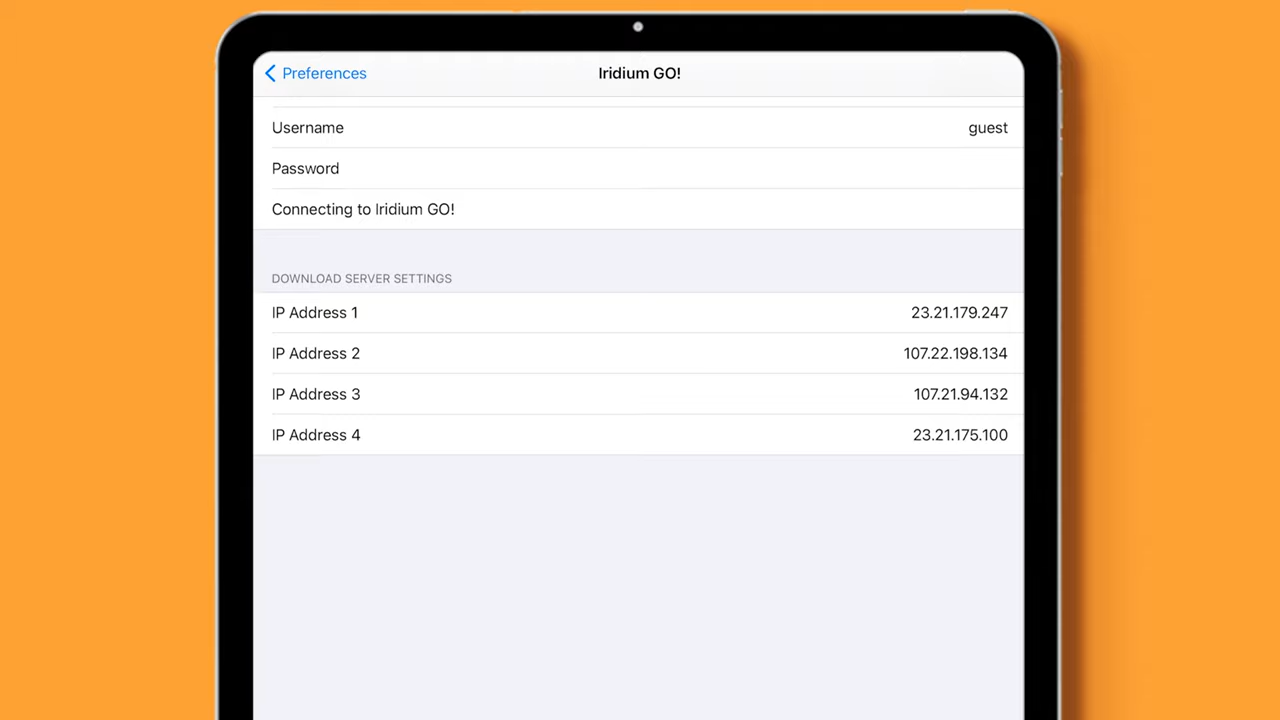 Preferences
Iridium GO!
Username guest
Password
Connecting to Iridium GO!
DOWNLOAD SERVER SETTINGS
IP Address 1 23.21.179.247
IP Address 2 107.22.198.134
IP Address 3 107.21.94.132
IP Address 4 23.21.175.100